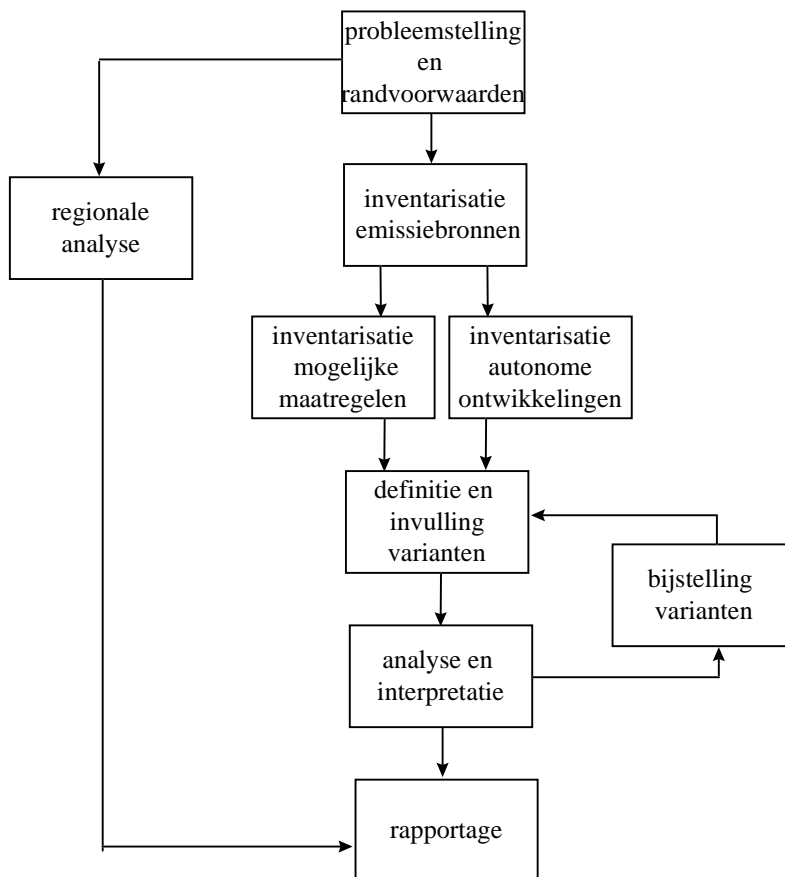 probleemstelling
en
randvoorwaarden
regionale
analyse
inventarisatie
emissiebronnen
inventarisatie
mogelijke
maatregelen
inventarisatie
autonome
ontwikkelingen
definitie en
invulling
varianten
bijstelling
varianten
analyse en
interpretatie
rapportage